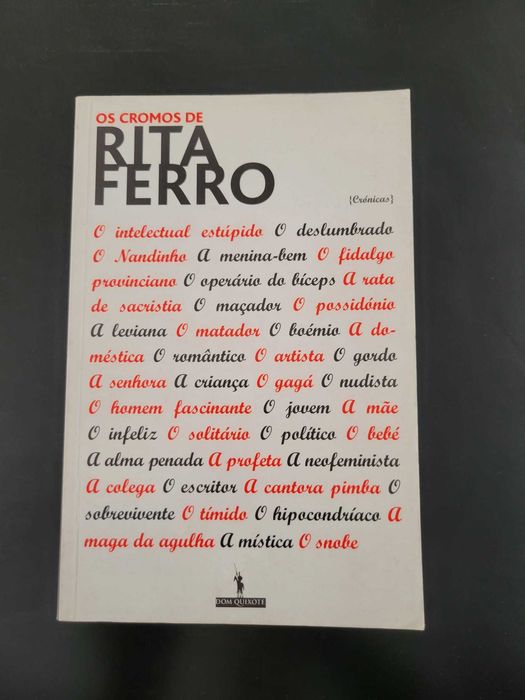 OS CROMOS DE
RITA
FERRO
{Crónicas}
O intelectual estúpido O deslumbrado
O Nandinho A menina-bem O fidalgo
provinciano O operário do bíceps A rata
de sacristia O maçador O possidónio
A leviana O matador O boémio A do-
méstica O romântico O artista O gordo
A senhora A criança O gagá O nudista
O homem fascinante O jovem A mãe
O infeliz O solitário O político O bebé
A alma penada A profeta A neofeminista
A colega O escritor A cantora pimba O
sobrevivente O tímido O hipocondríaco A
maga da agulha A mística O snobe
DOM QUIXOTE